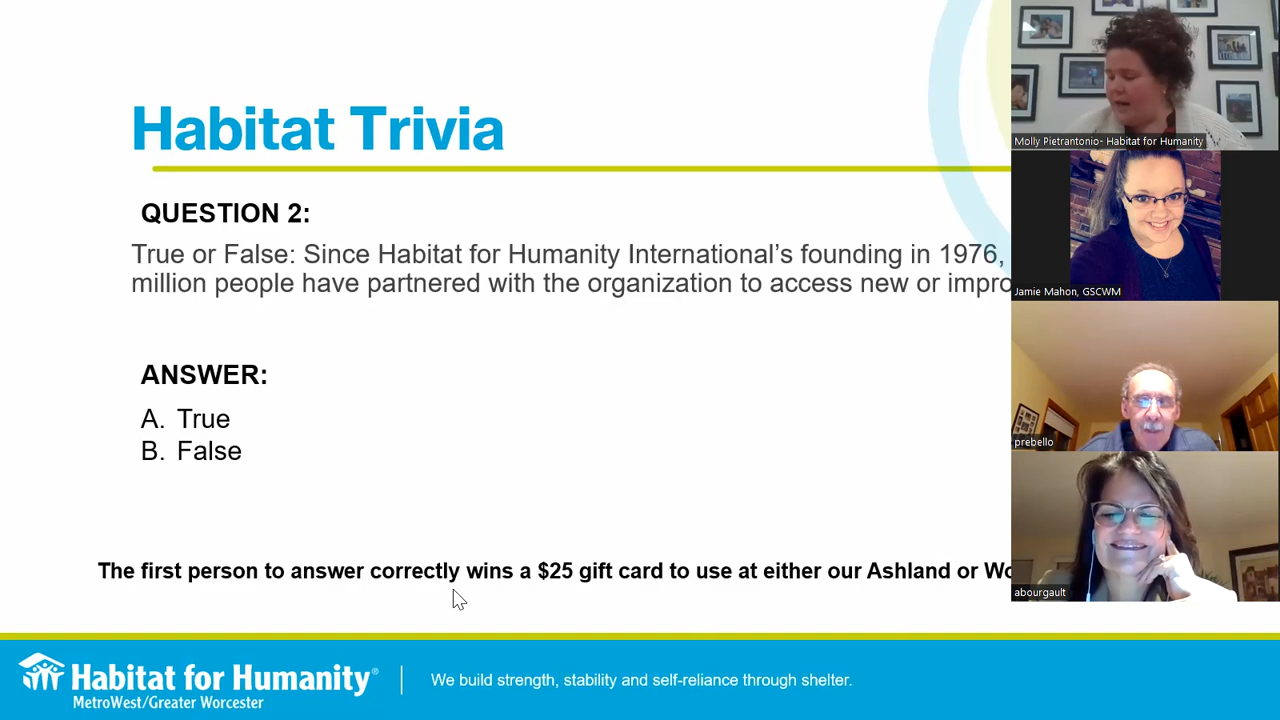 Habitat Trivia
QUESTION 2:
True or False: Since Habitat for Humanity International's founding in 1976,
million people have partnered with the organization to access new or impro
ANSWER:
A. True
B. False
The first person to answer correctly wins a $25 gift card to use at either our Ashland or Wo
Habitat for Humanity®
MetroWest/Greater Worcester
We build strength, stability and self-reliance through shelter.
Molly Pietrantonio- Habitat for Humanity
Jamie Mahon, GSCWM
prebello
abourgault